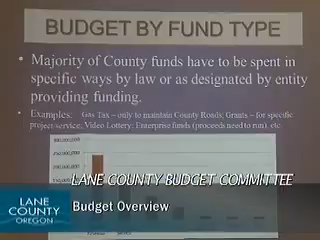 BUDGET BY FUND TYPE
• Majority of County funds have to be spent in
specific ways by law or as designated by entity
providing funding.
• Examples: Gas Tax – only to maintain County Roads; Grants – for specific
project/service; Video Lottery; Enterprise funds (proceeds need to run), etc
LANE COUNTY BUDGET COMMITTEE
LANE
COUNTY
OREGON
Budget Overview